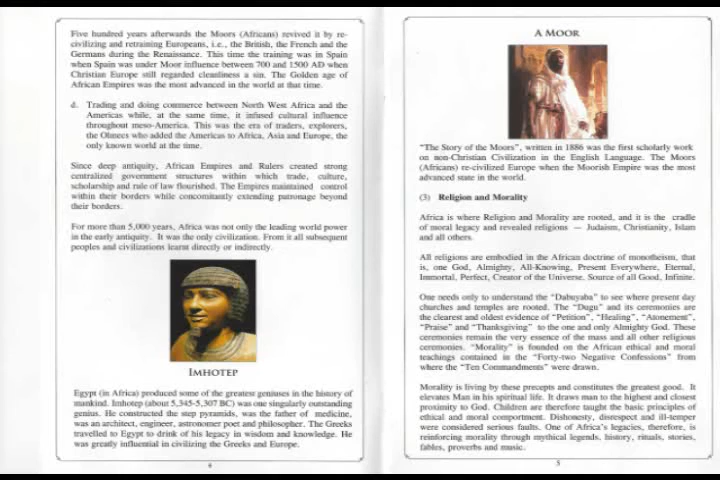 Five hundred years afterwards the Moors (Africans) revived it by re-
civilizing and retraining Europeans, i.e., the British, the French and the
Germans during the Renaissance. This time the training was in Spain
when Spain was under Moor influence between 700 and 1500 AD when
Christian Europe still regarded cleanliness a sin. The Golden age of
African Empires was the most advanced in the world at that time.
d. Trading and doing commerce between North West Africa and the
Americas while, at the same time, it infused cultural influence
throughout meso-America. This was the era of traders, explorers,
the Olmecs who added the Americas to Africa, Asia and Europe, the
only known world at the time.
Since deep antiquity, African Empires and Rulers created strong
centralized government structures within which trade, culture,
scholarship and rule of law flourished. The Empires maintained control
within their borders while concomitantly extending patronage beyond
their borders.
For more than 5,000 years, Africa was not only the leading world power
in the early antiquity. It was the only civilization. From it all subsequent
peoples and civilizations learnt directly or indirectly.
IMHOTEP
Egypt (in Africa) produced some of the greatest geniuses in the history of
mankind. Imhotep (about 5,345-5,307 BC) was one singularly outstanding
genius. He constructed the step pyramids, was the father of medicine,
was an architect, engineer, astronomer poet and philosopher. The Greeks
travelled to Egypt to drink of his legacy in wisdom and knowledge. He
was greatly influential in civilizing the Greeks and Europe.
4
A MOOR
"The Story of the Moors", written in 1886 was the first scholarly work
on non-Christian Civilization in the English Language. The Moors
(Africans) re-civilized Europe when the Moorish Empire was the most
advanced state in the world.
(3) Religion and Morality
Africa is where Religion and Morality are rooted, and it is the cradle
of moral legacy and revealed religions — Judaism, Christianity, Islam
and all others.
All religions are embodied in the African doctrine of monotheism, that
is, one God, Almighty, All-Knowing, Present Everywhere, Eternal,
Immortal, Perfect, Creator of the Universe. Source of all Good, Infinite.
One needs only to understand the "Dabuyaba" to see where present day
churches and temples are rooted. The "Dugu" and its ceremonies are
the clearest and oldest evidence of "Petition", "Healing", "Atonement",
"Praise" and "Thanksgiving" to the one and only Almighty God. These
ceremonies remain the very essence of the mass and all other religious
ceremonies. "Morality" is founded on the African ethical and moral
teachings contained in the "Forty-two Negative Confessions" from
where the "Ten Commandments" were drawn.
Morality is living by these precepts and constitutes the greatest good. It
elevates Man in his spiritual life. It draws man to the highest and closest
proximity to God. Children are therefore taught the basic principles of
ethical and moral comportment. Dishonesty, disrespect and ill-temper
were considered serious faults. One of Africa's legacies, therefore, is
reinforcing morality through mythical legends, history, rituals, stories,
fables, proverbs and music.
5